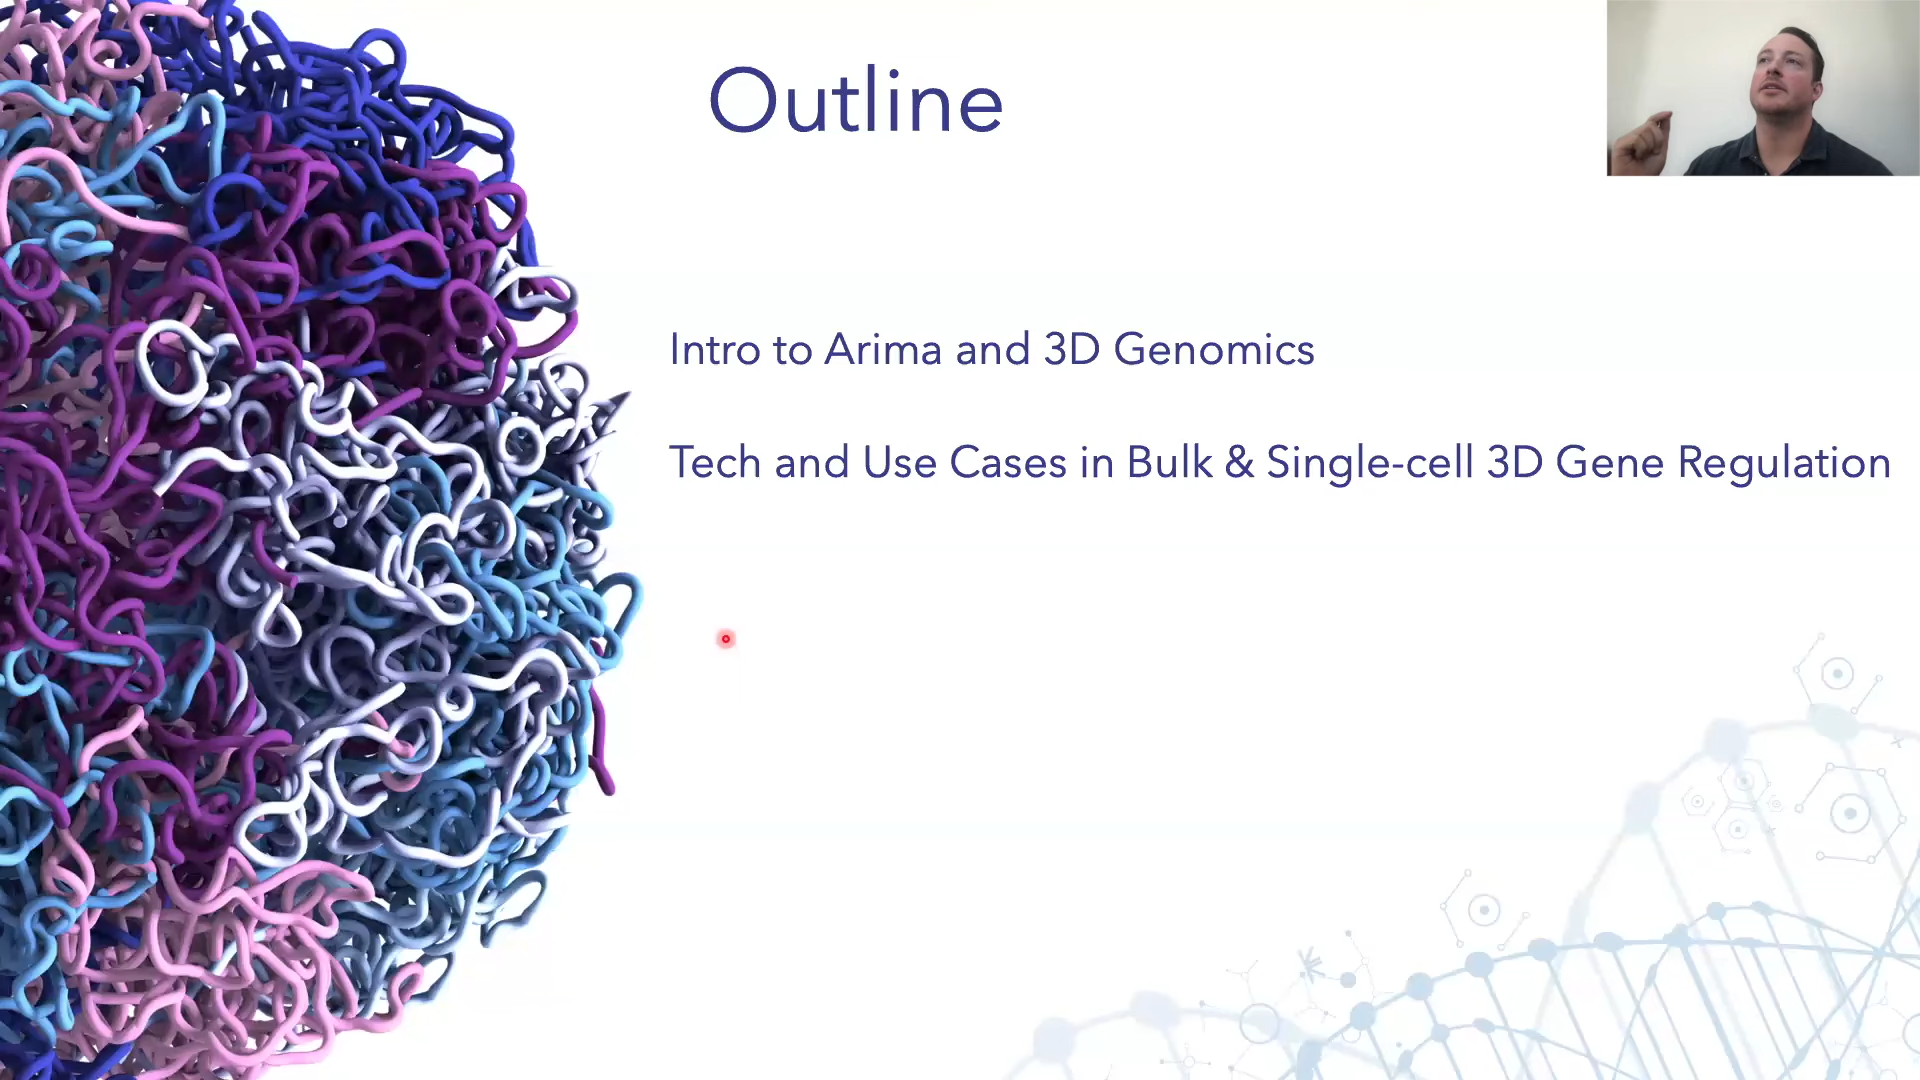 Outline
Intro to Arima and 3D Genomics
Tech and Use Cases in Bulk & Single-cell 3D Gene Regulation